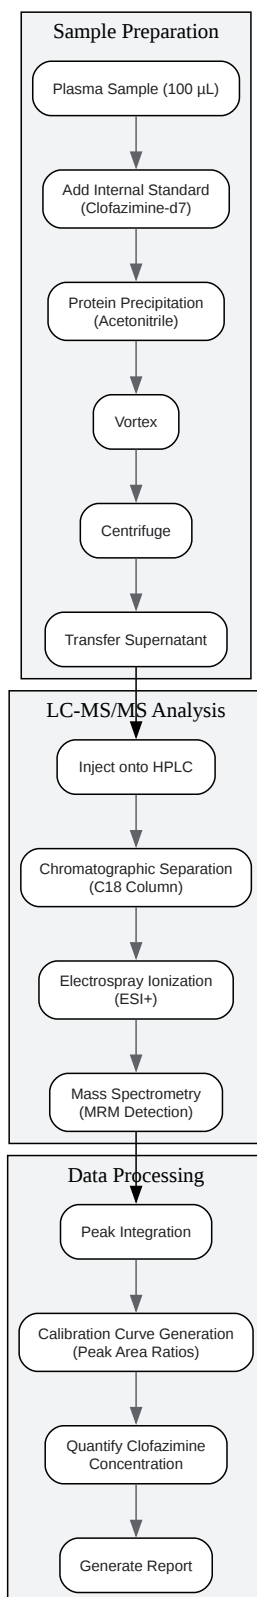 Sample Preparation
Plasma Sample (100 µL)
Add Internal Standard
(Clofazimine-d7)
Protein Precipitation
(Acetonitrile)
Vortex
Centrifuge
Transfer Supernatant
LC-MS/MS Analysis
Inject onto HPLC
Chromatographic Separation
(C18 Column)
Electrospray Ionization
(ESI+)
Mass Spectrometry
(MRM Detection)
Data Processing
Peak Integration
Calibration Curve Generation
(Peak Area Ratios)
Quantify Clofazimine
Concentration
Generate Report